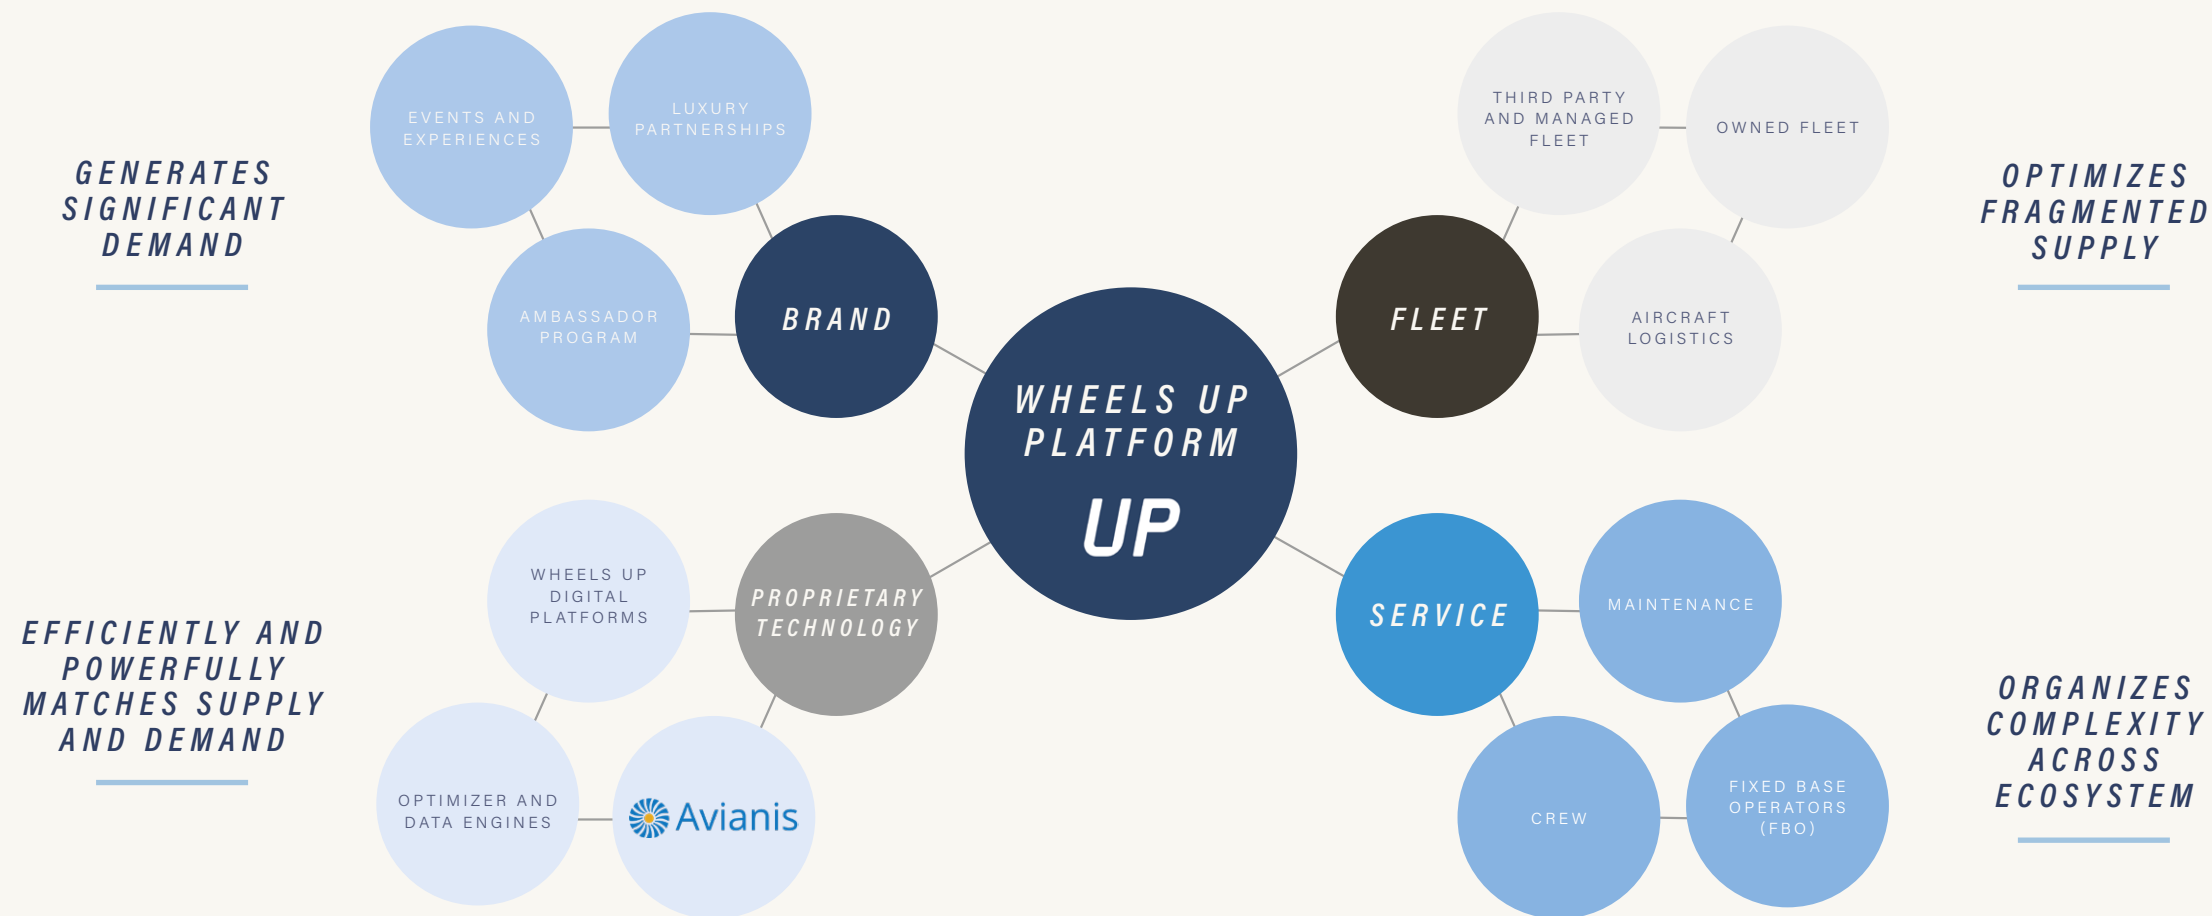 GENERATES
SIGNIFICANT
DEMAND
EVENTS AND
EXPERIENCES
LUXURY
PARTNERSHIPS
AMBASSADOR
PROGRAM
BRAND
THIRD PARTY
AND MANAGED
FLEET
OWNED FLEET
AIRCRAFT
LOGISTICS
FLEET
OPTIMIZES
FRAGMENTED
SUPPLY
WHEELS UP
PLATFORM
UP
EFFICIENTLY AND
POWERFULLY
MATCHES SUPPLY
AND DEMAND
WHEELS UP
DIGITAL
PLATFORMS
PROPRIETARY
TECHNOLOGY
OPTIMIZER AND
DATA ENGINES
Avianis
SERVICE
MAINTENANCE
CREW
FIXED BASE
OPERATORS
(FBO)
ORGANIZES
COMPLEXITY
ACROSS
ECOSYSTEM